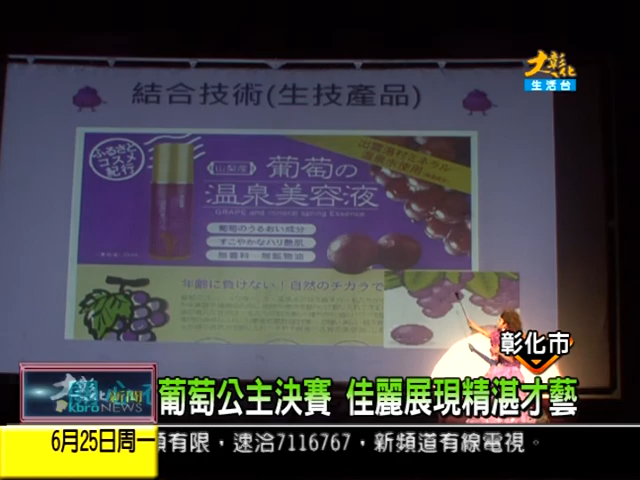 大彰化
生活台
結合技術(生技產品)
ふるさと
コスメ
紀行
山梨産
葡萄の
温泉美容液
GRAPE and mineral spring Essence
葡萄のうるおい成分
すこやかなハリ艶肌
無香料・無鉱物油
年齢に負けない！自然のチカラで
彰化市
新聞
kbro NEWS
葡萄公主決賽 佳麗展現精湛才藝
6月25日周一
有限，速洽7116767，新頻道有線電視。